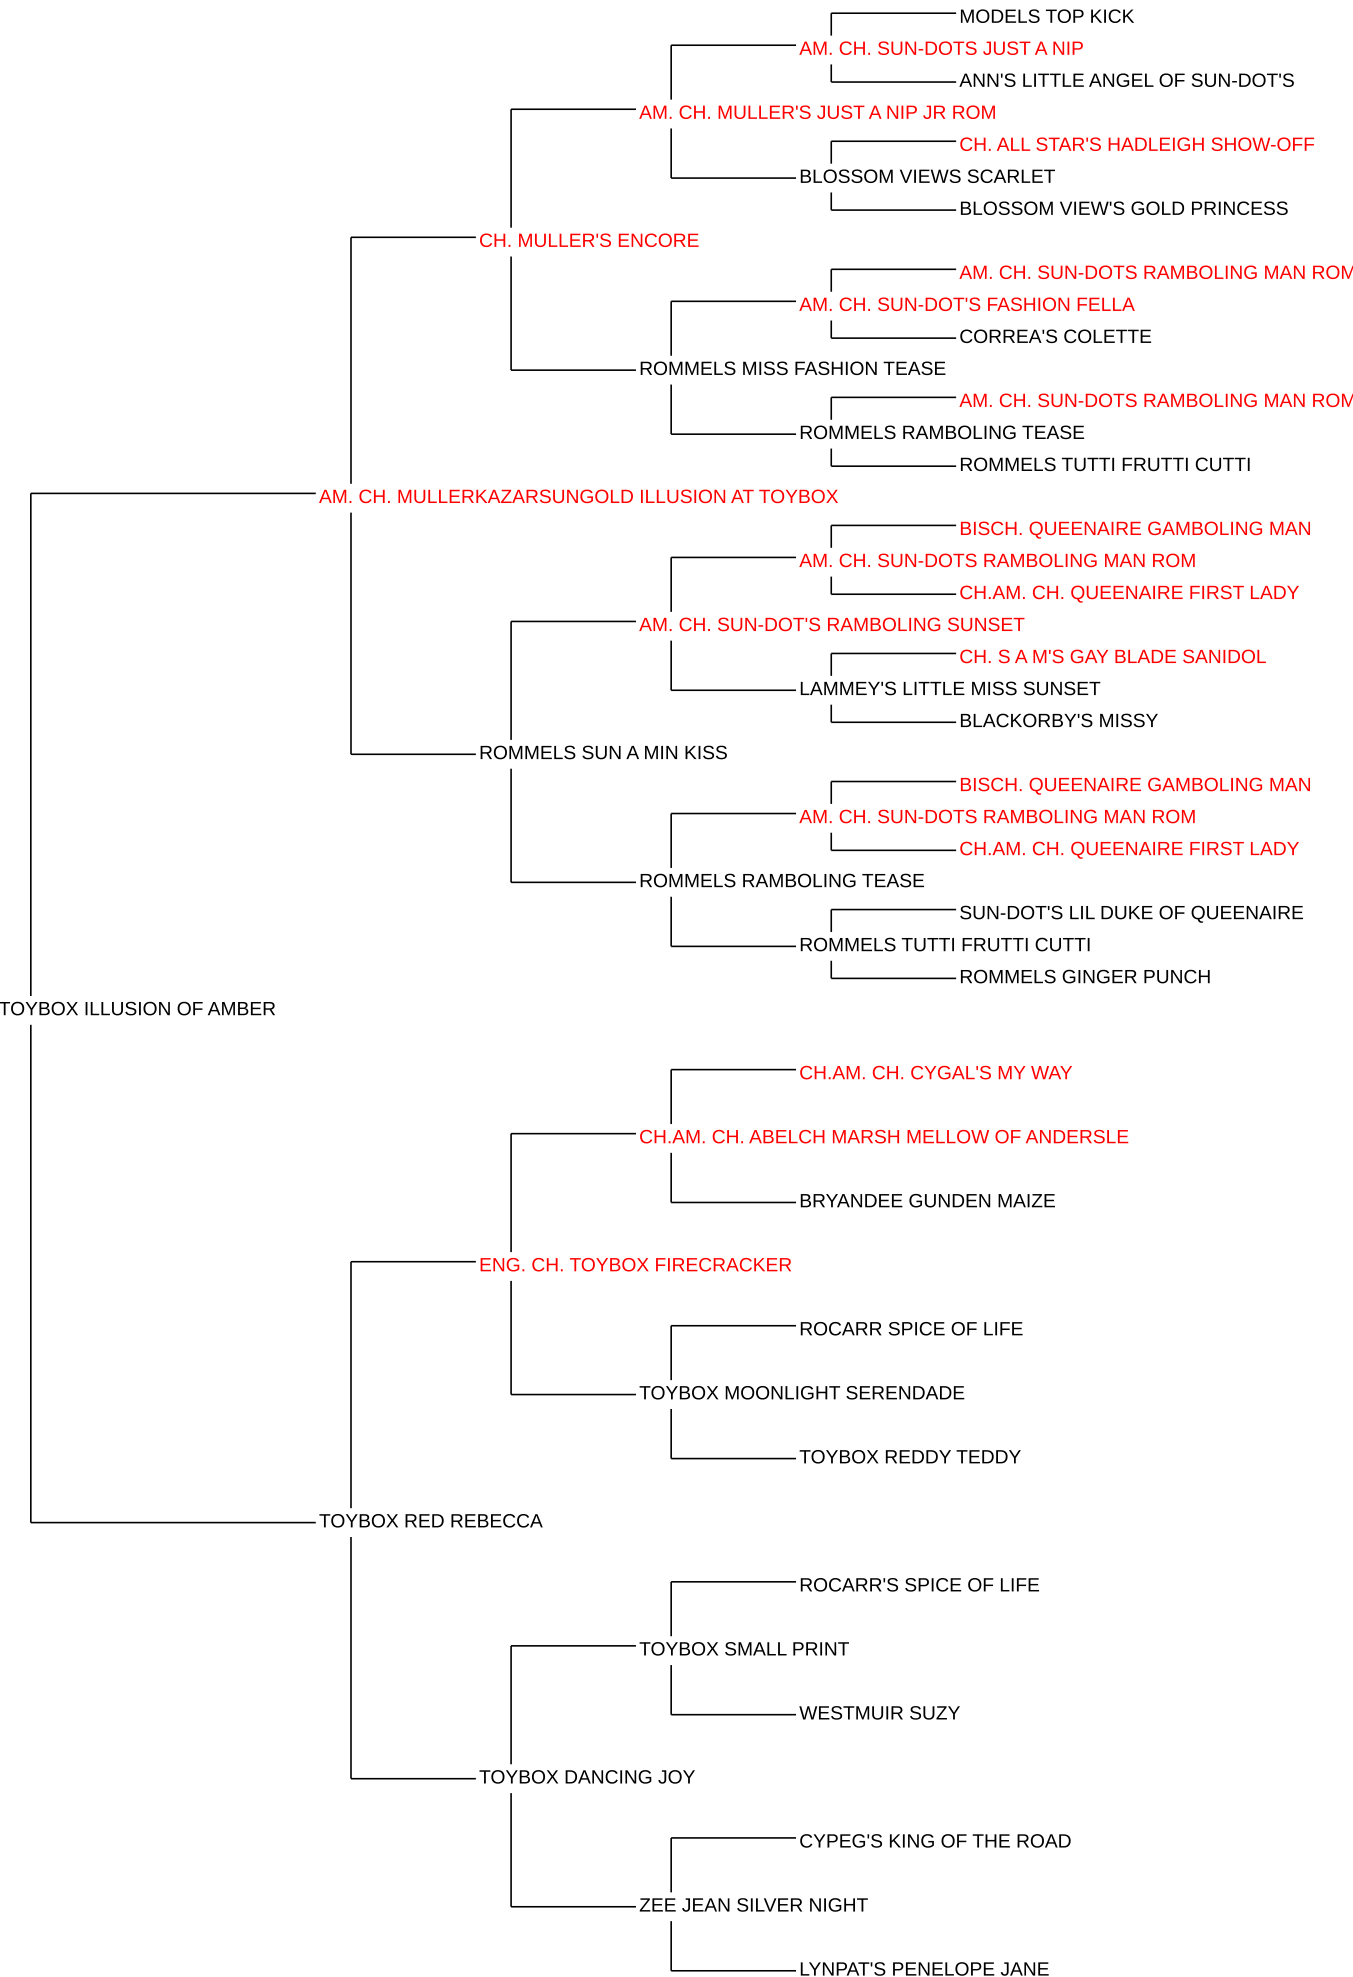 MODELS TOP KICK
AM. CH. SUN-DOTS JUST A NIP
ANN'S LITTLE ANGEL OF SUN-DOT'S
AM. CH. MULLER'S JUST A NIP JR ROM
CH. ALL STAR'S HADLEIGH SHOW-OFF
BLOSSOM VIEWS SCARLET
BLOSSOM VIEW'S GOLD PRINCESS
CH. MULLER'S ENCORE
AM. CH. SUN-DOTS RAMBOLING MAN ROM
AM. CH. SUN-DOT'S FASHION FELLA
CORREA'S COLETTE
ROMMELS MISS FASHION TEASE
AM. CH. SUN-DOTS RAMBOLING MAN ROM
ROMMELS RAMBOLING TEASE
ROMMELS TUTTI FRUTTI CUTTI
AM. CH. MULLERKAZARSUNGOLD ILLUSION AT TOYBOX
BISCH. QUEENAIRE GAMBOLING MAN
AM. CH. SUN-DOTS RAMBOLING MAN ROM
CH.AM. CH. QUEENAIRE FIRST LADY
AM. CH. SUN-DOT'S RAMBOLING SUNSET
CH. S A M'S GAY BLADE SANIDOL
LAMMEY'S LITTLE MISS SUNSET
BLACKORBY'S MISSY
ROMMELS SUN A MIN KISS
BISCH. QUEENAIRE GAMBOLING MAN
AM. CH. SUN-DOTS RAMBOLING MAN ROM
CH.AM. CH. QUEENAIRE FIRST LADY
ROMMELS RAMBOLING TEASE
SUN-DOT'S LIL DUKE OF QUEENAIRE
ROMMELS TUTTI FRUTTI CUTTI
ROMMELS GINGER PUNCH
TOYBOX ILLUSION OF AMBER
CH.AM. CH. CYGAL'S MY WAY
CH.AM. CH. ABELCH MARSH MELLOW OF ANDERSLE
BRYANDEE GUNDEN MAIZE
ENG. CH. TOYBOX FIRECRACKER
ROCARR SPICE OF LIFE
TOYBOX MOONLIGHT SERENDADE
TOYBOX REDDY TEDDY
TOYBOX RED REBECCA
ROCARR'S SPICE OF LIFE
TOYBOX SMALL PRINT
WESTMUIR SUZY
TOYBOX DANCING JOY
CYPEG'S KING OF THE ROAD
ZEE JEAN SILVER NIGHT
LYNPAT'S PENELOPE JANE